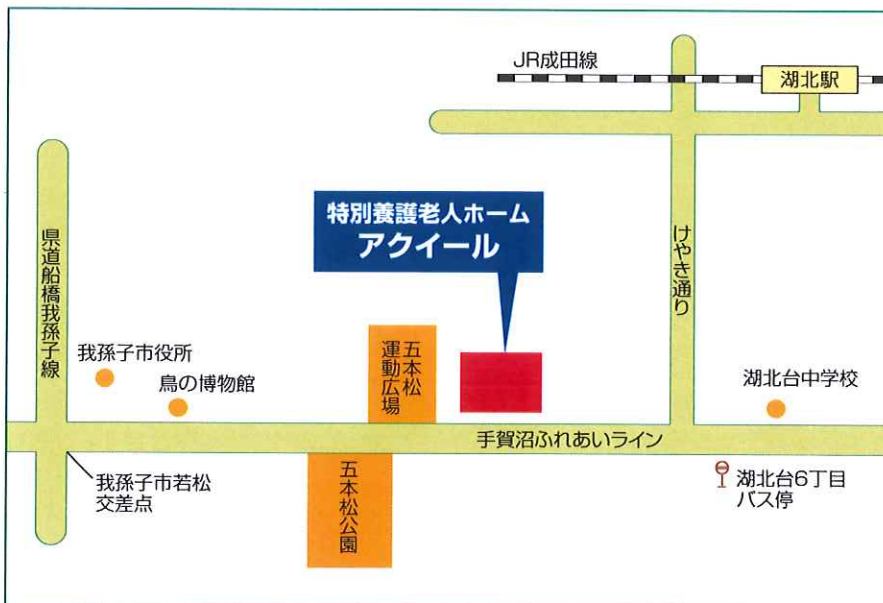 JR成田線
湖北駅
特別養護老人ホーム
アクイール
県道船橋我孫子線
けやき通り
我孫子市役所
鳥の博物館
五本松
運動広場
湖北台中学校
手賀沼ふれあいライン
我孫子市若松
交差点
五本松公園
湖北台6丁目
バス停